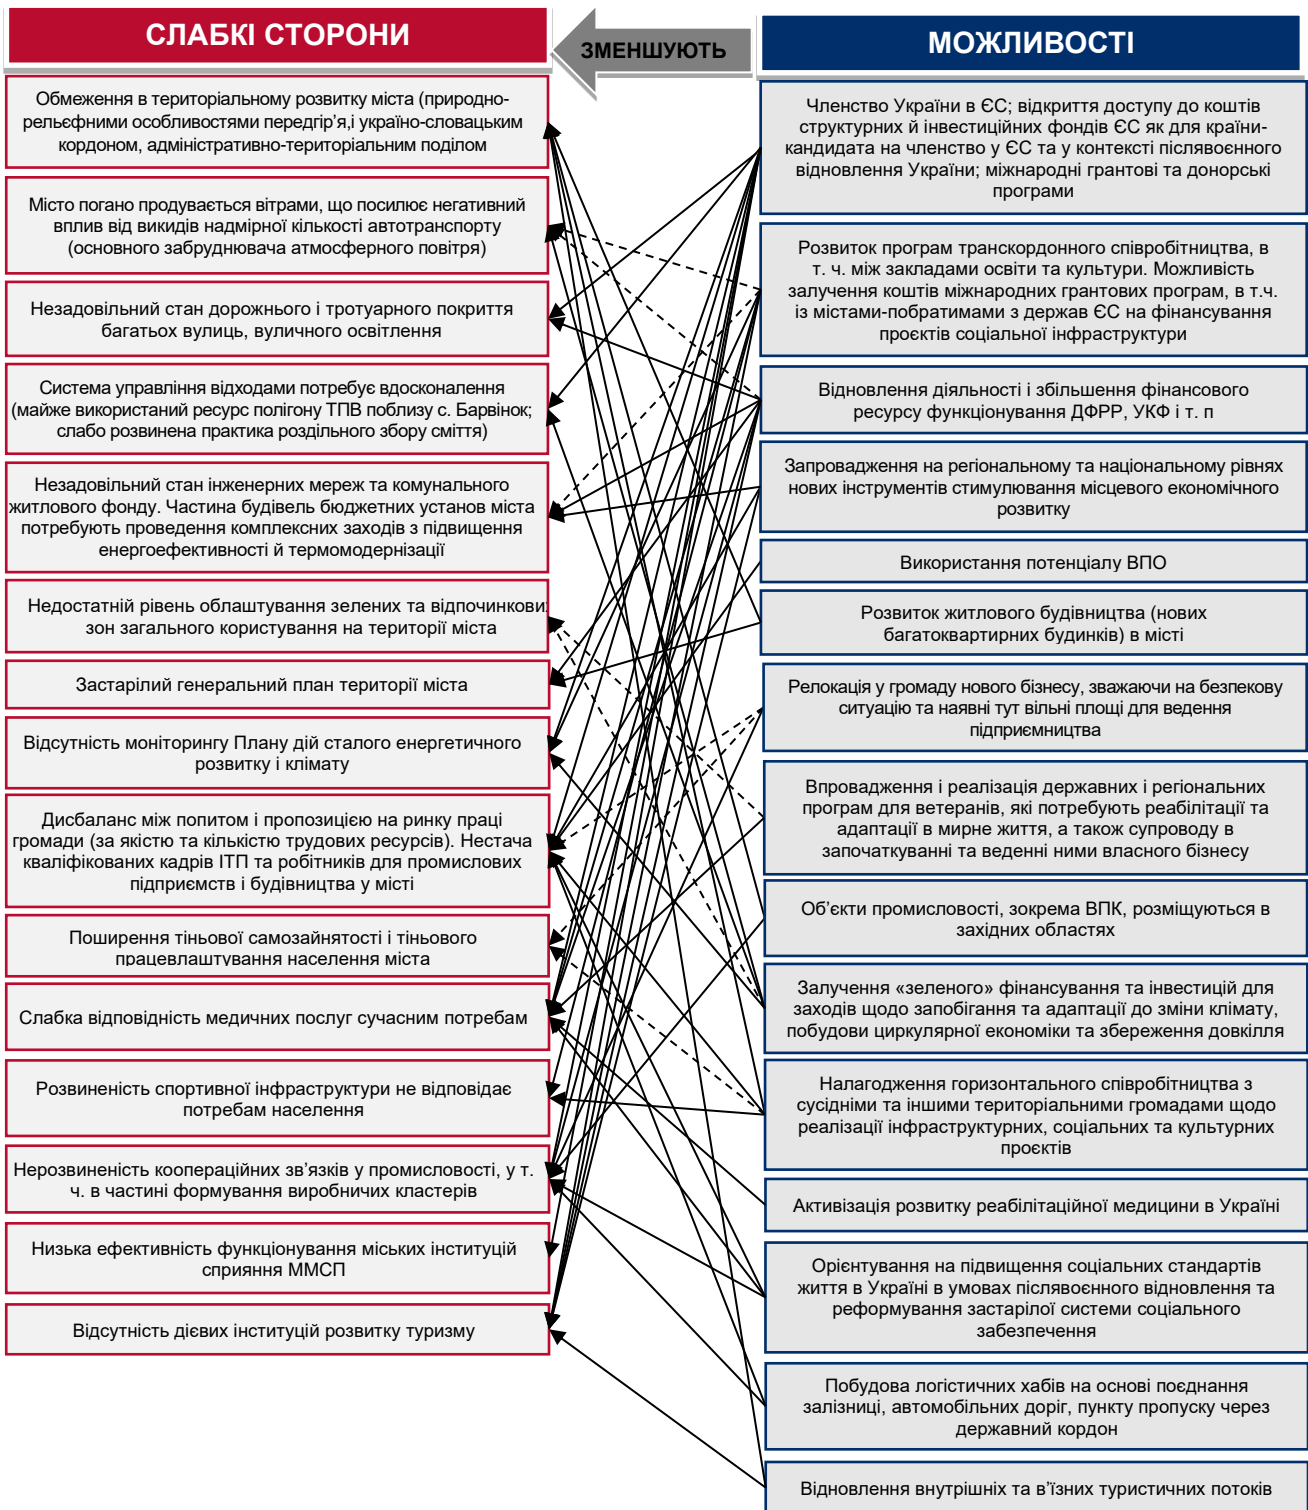 СЛАБКІ СТОРОНИ
ЗМЕНШУЮТЬ
МОЖЛИВОСТІ
Обмеження в територіальному розвитку міста (природно-
рельєфними особливостями передгір’я,і україно-словацьким
кордоном, адміністративно-територіальним поділом
Місто погано продувається вітрами, що посилює негативний
вплив від викидів надмірної кількості автотранспорту
(основного забруднювача атмосферного повітря)
Незадовільний стан дорожнього і тротуарного покриття
багатьох вулиць, вуличного освітлення
Система управління відходами потребує вдосконалення
(майже використаний ресурс полігону ТПВ поблизу с. Барвінок;
слабо розвинена практика роздільного збору сміття)
Незадовільний стан інженерних мереж та комунального
житлового фонду. Частина будівель бюджетних установ міста
потребують проведення комплексних заходів з підвищення
енергоефективності й термомодернізації
Недостатній рівень облаштування зелених та відпочинкових
зон загального користування на території міста
Застарілий генеральний план території міста
Відсутність моніторингу Плану дій сталого енергетичного
розвитку і клімату
Дисбаланс між попитом і пропозицією на ринку праці
громади (за якістю та кількістю трудових ресурсів). Нестача
кваліфікованих кадрів ІТП та робітників для промислових
підприємств і будівництва у місті
Поширення тіньової самозайнятості і тіньового
працевлаштування населення міста
Слабка відповідність медичних послуг сучасним потребам
Розвиненість спортивної інфраструктури не відповідає
потребам населення
Нерозвиненість коопераційних зв’язків у промисловості, у т.
ч. в частині формування виробничих кластерів
Низька ефективність функціонування міських інституцій
сприяння ММСП
Відсутність дієвих інституцій розвитку туризму
Членство України в ЄС; відкриття доступу до коштів
структурних й інвестиційних фондів ЄС як для країни-
кандидата на членство у ЄС та у контексті післявоєнного
відновлення України; міжнародні грантові та донорські
програми
Розвиток програм транскордонного співробітництва, в
т. ч. між закладами освіти та культури. Можливість
залучення коштів міжнародних грантових програм, в т.ч.
із містами-побратимами з держав ЄС на фінансування
проєктів соціальної інфраструктури
Відновлення діяльності і збільшення фінансового
ресурсу функціонування ДФРР, УКФ і т. п
Запровадження на регіональному та національному рівнях
нових інструментів стимулювання місцевого економічного
розвитку
Використання потенціалу ВПО
Розвиток житлового будівництва (нових
багатоквартирних будинків) в місті
Релокація у громаду нового бізнесу, зважаючи на безпекову
ситуацію та наявні тут вільні площі для ведення
підприємництва
Впровадження і реалізація державних і регіональних
програм для ветеранів, які потребують реабілітації та
адаптації в мирне життя, а також супроводу в
започаткуванні та веденні ними власного бізнесу
Об’єкти промисловості, зокрема ВПК, розміщуються в
західних областях
Залучення «зеленого» фінансування та інвестицій для
заходів щодо запобігання та адаптації до зміни клімату,
побудови циркулярної економіки та збереження довкілля
Налагодження горизонтального співробітництва з
сусідніми та іншими територіальними громадами щодо
реалізації інфраструктурних, соціальних та культурних
проєктів
Активізація розвитку реабілітаційної медицини в Україні
Орієнтування на підвищення соціальних стандартів
життя в Україні в умовах післявоєнного відновлення та
реформування застарілої системи соціального
забезпечення
Побудова логістичних хабів на основі поєднання
залізниці, автомобільних доріг, пункту пропуску через
державний кордон
Відновлення внутрішніх та в’їзних туристичних потоків